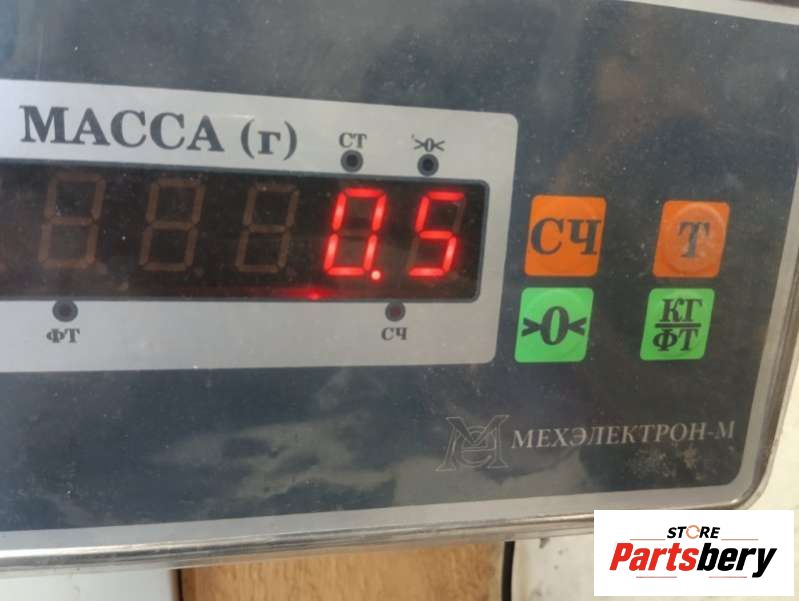 МАССА (г)
СТ >0<
0.5
ФТ СЧ
СЧ Т
>0< КГ
ФТ
МЕХЭЛЕКТРОН-М
STORE
Partsbery